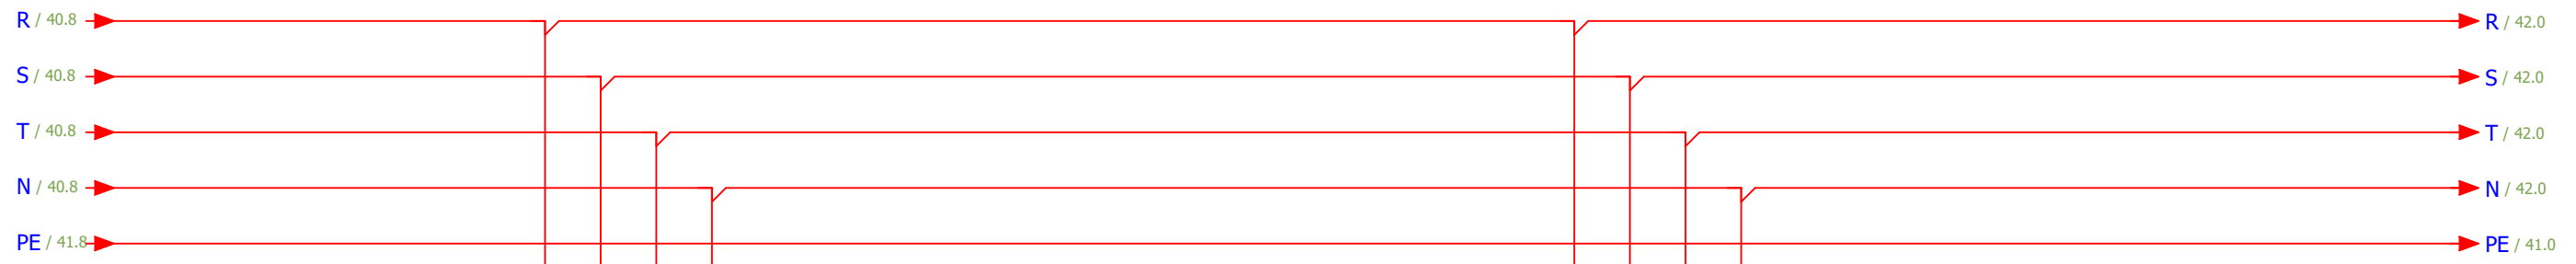 R / 40.8 R / 42.0
S / 40.8 S / 42.0
T / 40.8 T / 42.0
N / 40.8 N / 42.0
PE / 41.8 PE / 41.0